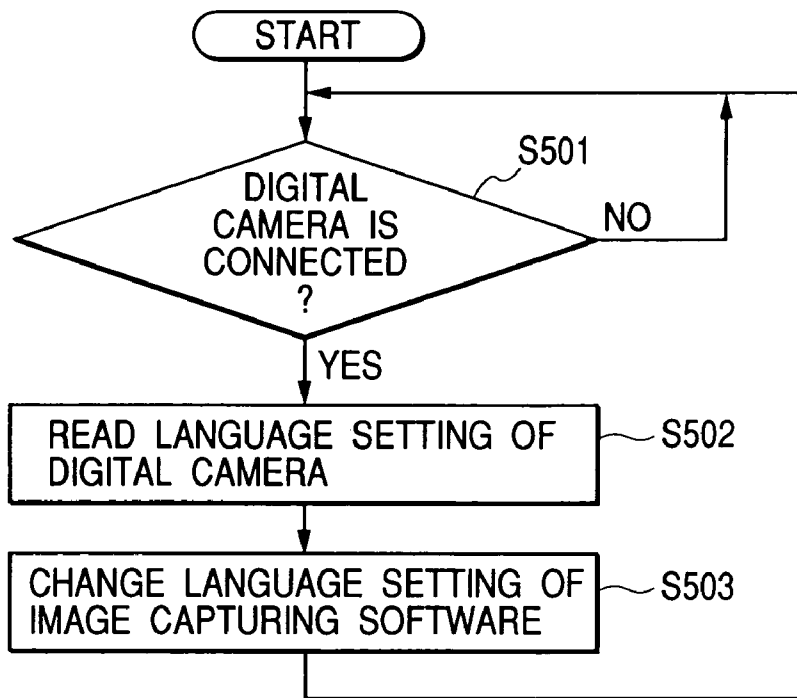 START
S501
DIGITAL
CAMERA IS
CONNECTED
?
NO
YES
READ LANGUAGE SETTING OF
DIGITAL CAMERA
S502
CHANGE LANGUAGE SETTING OF
IMAGE CAPTURING SOFTWARE
S503